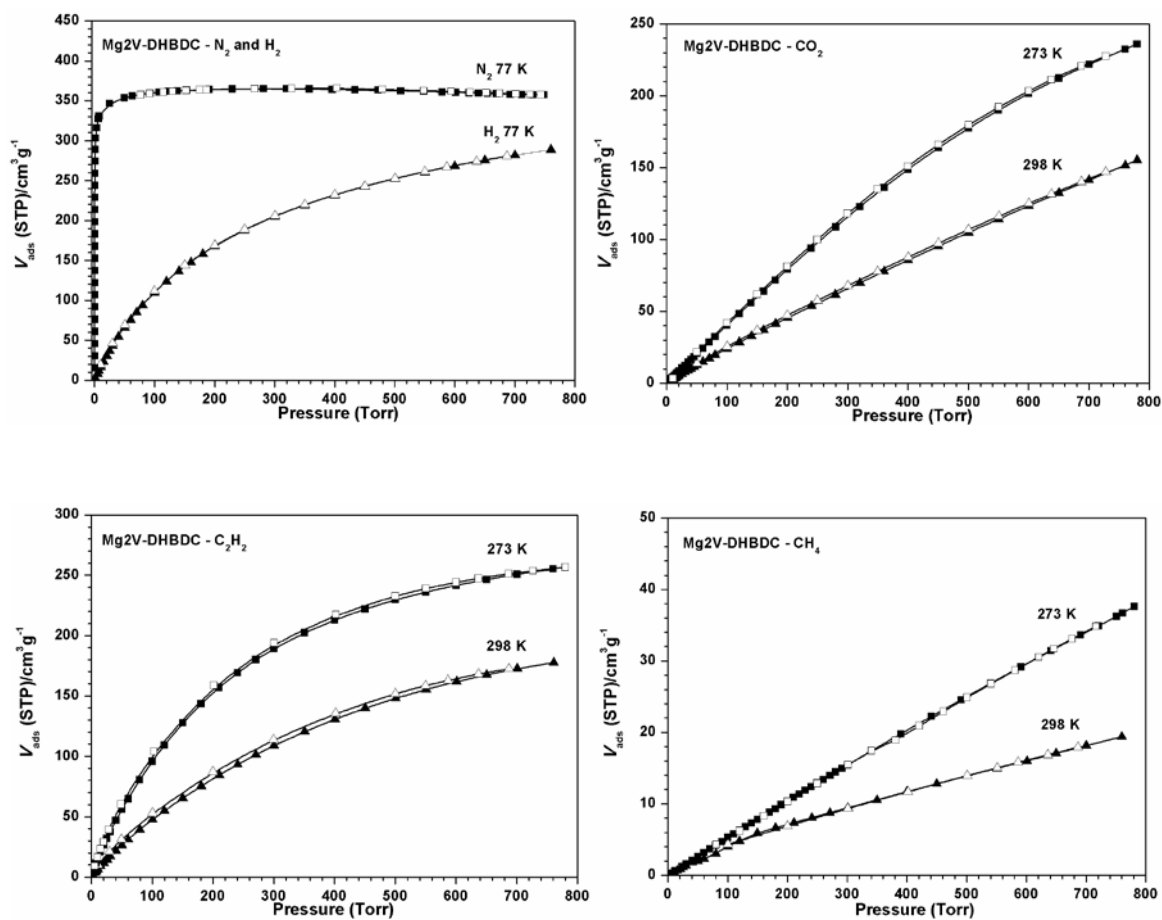 Mg2V-DHBDC - N2 and H2
N2 77 K
H2 77 K
Vads (STP)/cm3g-1
450
400
350
300
250
200
150
100
50
0
0 100 200 300 400 500 600 700 800
Pressure (Torr)
Mg2V-DHBDC - CO2
273 K
298 K
Vads (STP)/cm3g-1
250
200
150
100
50
0
0 100 200 300 400 500 600 700 800
Pressure (Torr)
Mg2V-DHBDC - C2H2
273 K
298 K
Vads (STP)/cm3g-1
300
250
200
150
100
50
0
0 100 200 300 400 500 600 700 800
Pressure (Torr)
Mg2V-DHBDC - CH4
273 K
298 K
Vads (STP)/cm3g-1
50
40
30
20
10
0
0 100 200 300 400 500 600 700 800
Pressure (Torr)